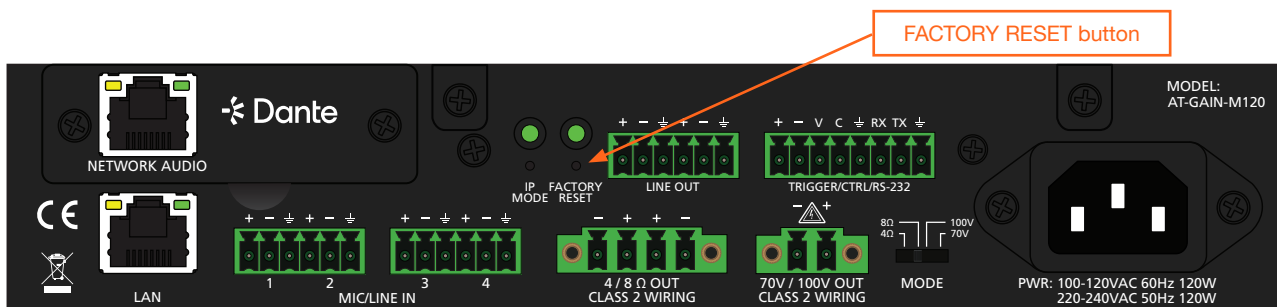 FACTORY RESET button
MODEL:
AT-GAIN-M120
Dante
NETWORK AUDIO
+ - V C RX TX
+ - + -
IP
MODE
FACTORY
RESET
LINE OUT
TRIGGER/CTRL/RS-232
CE
+ - + -
+ - + -
- + + -
- +
8Ω 100V
4Ω 70V
1 2
3 4
LAN
MIC/LINE IN
4 / 8 Ω OUT
CLASS 2 WIRING
70V / 100V OUT
CLASS 2 WIRING
MODE
PWR: 100-120VAC 60Hz 120W
220-240VAC 50Hz 120W